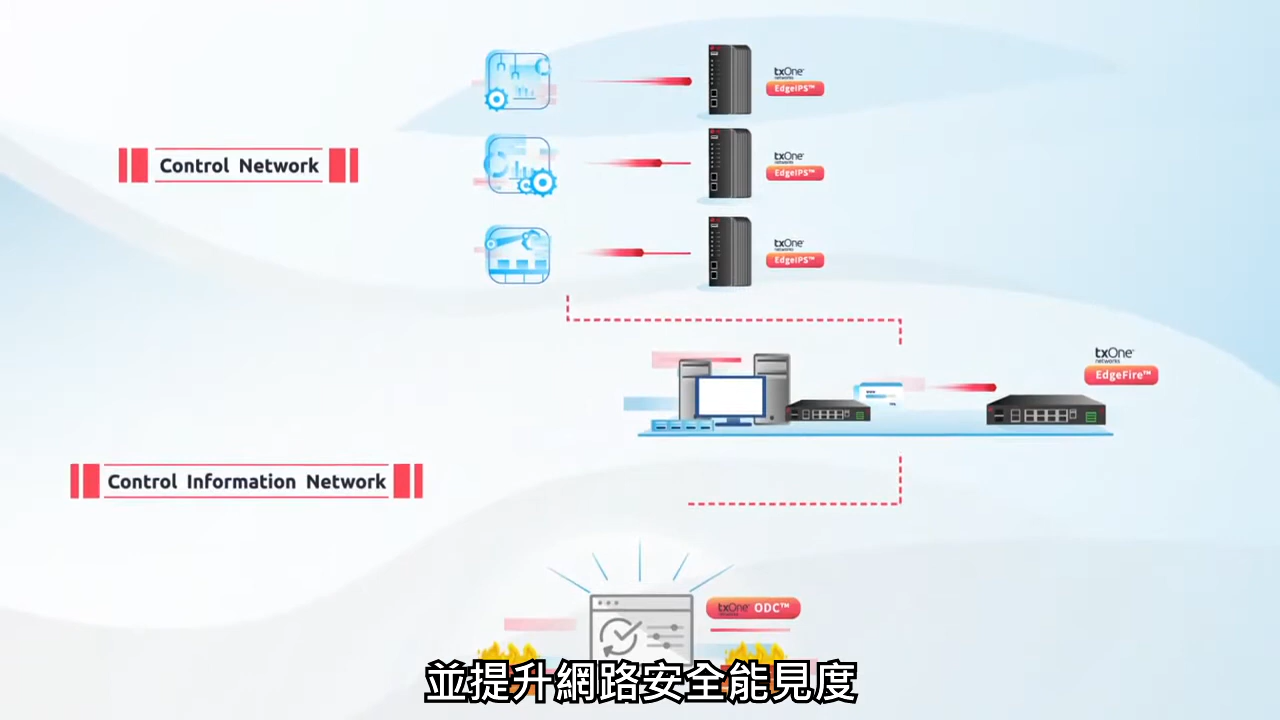 txOne
networks
EdgeIPS™
txOne
networks
EdgeIPS™
Control Network
txOne
networks
EdgeIPS™
txOne
networks
EdgeFire™
Control Information Network
txOne ODC™
並提升網路安全能見度